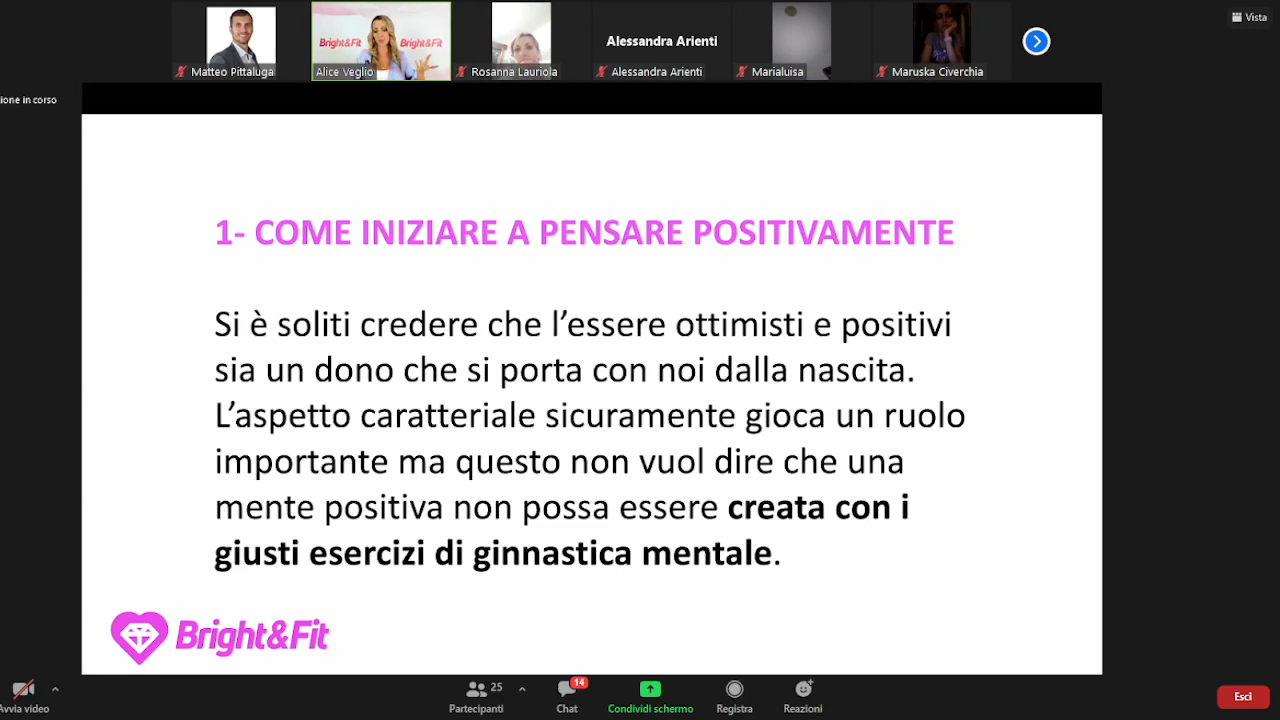 Vista
Bright&Fit Bright&Fit
Alessandra Arienti
Matteo Pittaluga
Alice Veglio
Rosanna Lauriola
Alessandra Arienti
Marialuisa
Maruska Civerchia
ione in corso
1- COME INIZIARE A PENSARE POSITIVAMENTE
Si è soliti credere che l’essere ottimisti e positivi
sia un dono che si porta con noi dalla nascita.
L’aspetto caratteriale sicuramente gioca un ruolo
importante ma questo non vuol dire che una
mente positiva non possa essere creata con i
giusti esercizi di ginnastica mentale.
Bright&Fit
Avvia video
25
Partecipanti
14
Chat
Condividi schermo
Registra
Reazioni
Esci